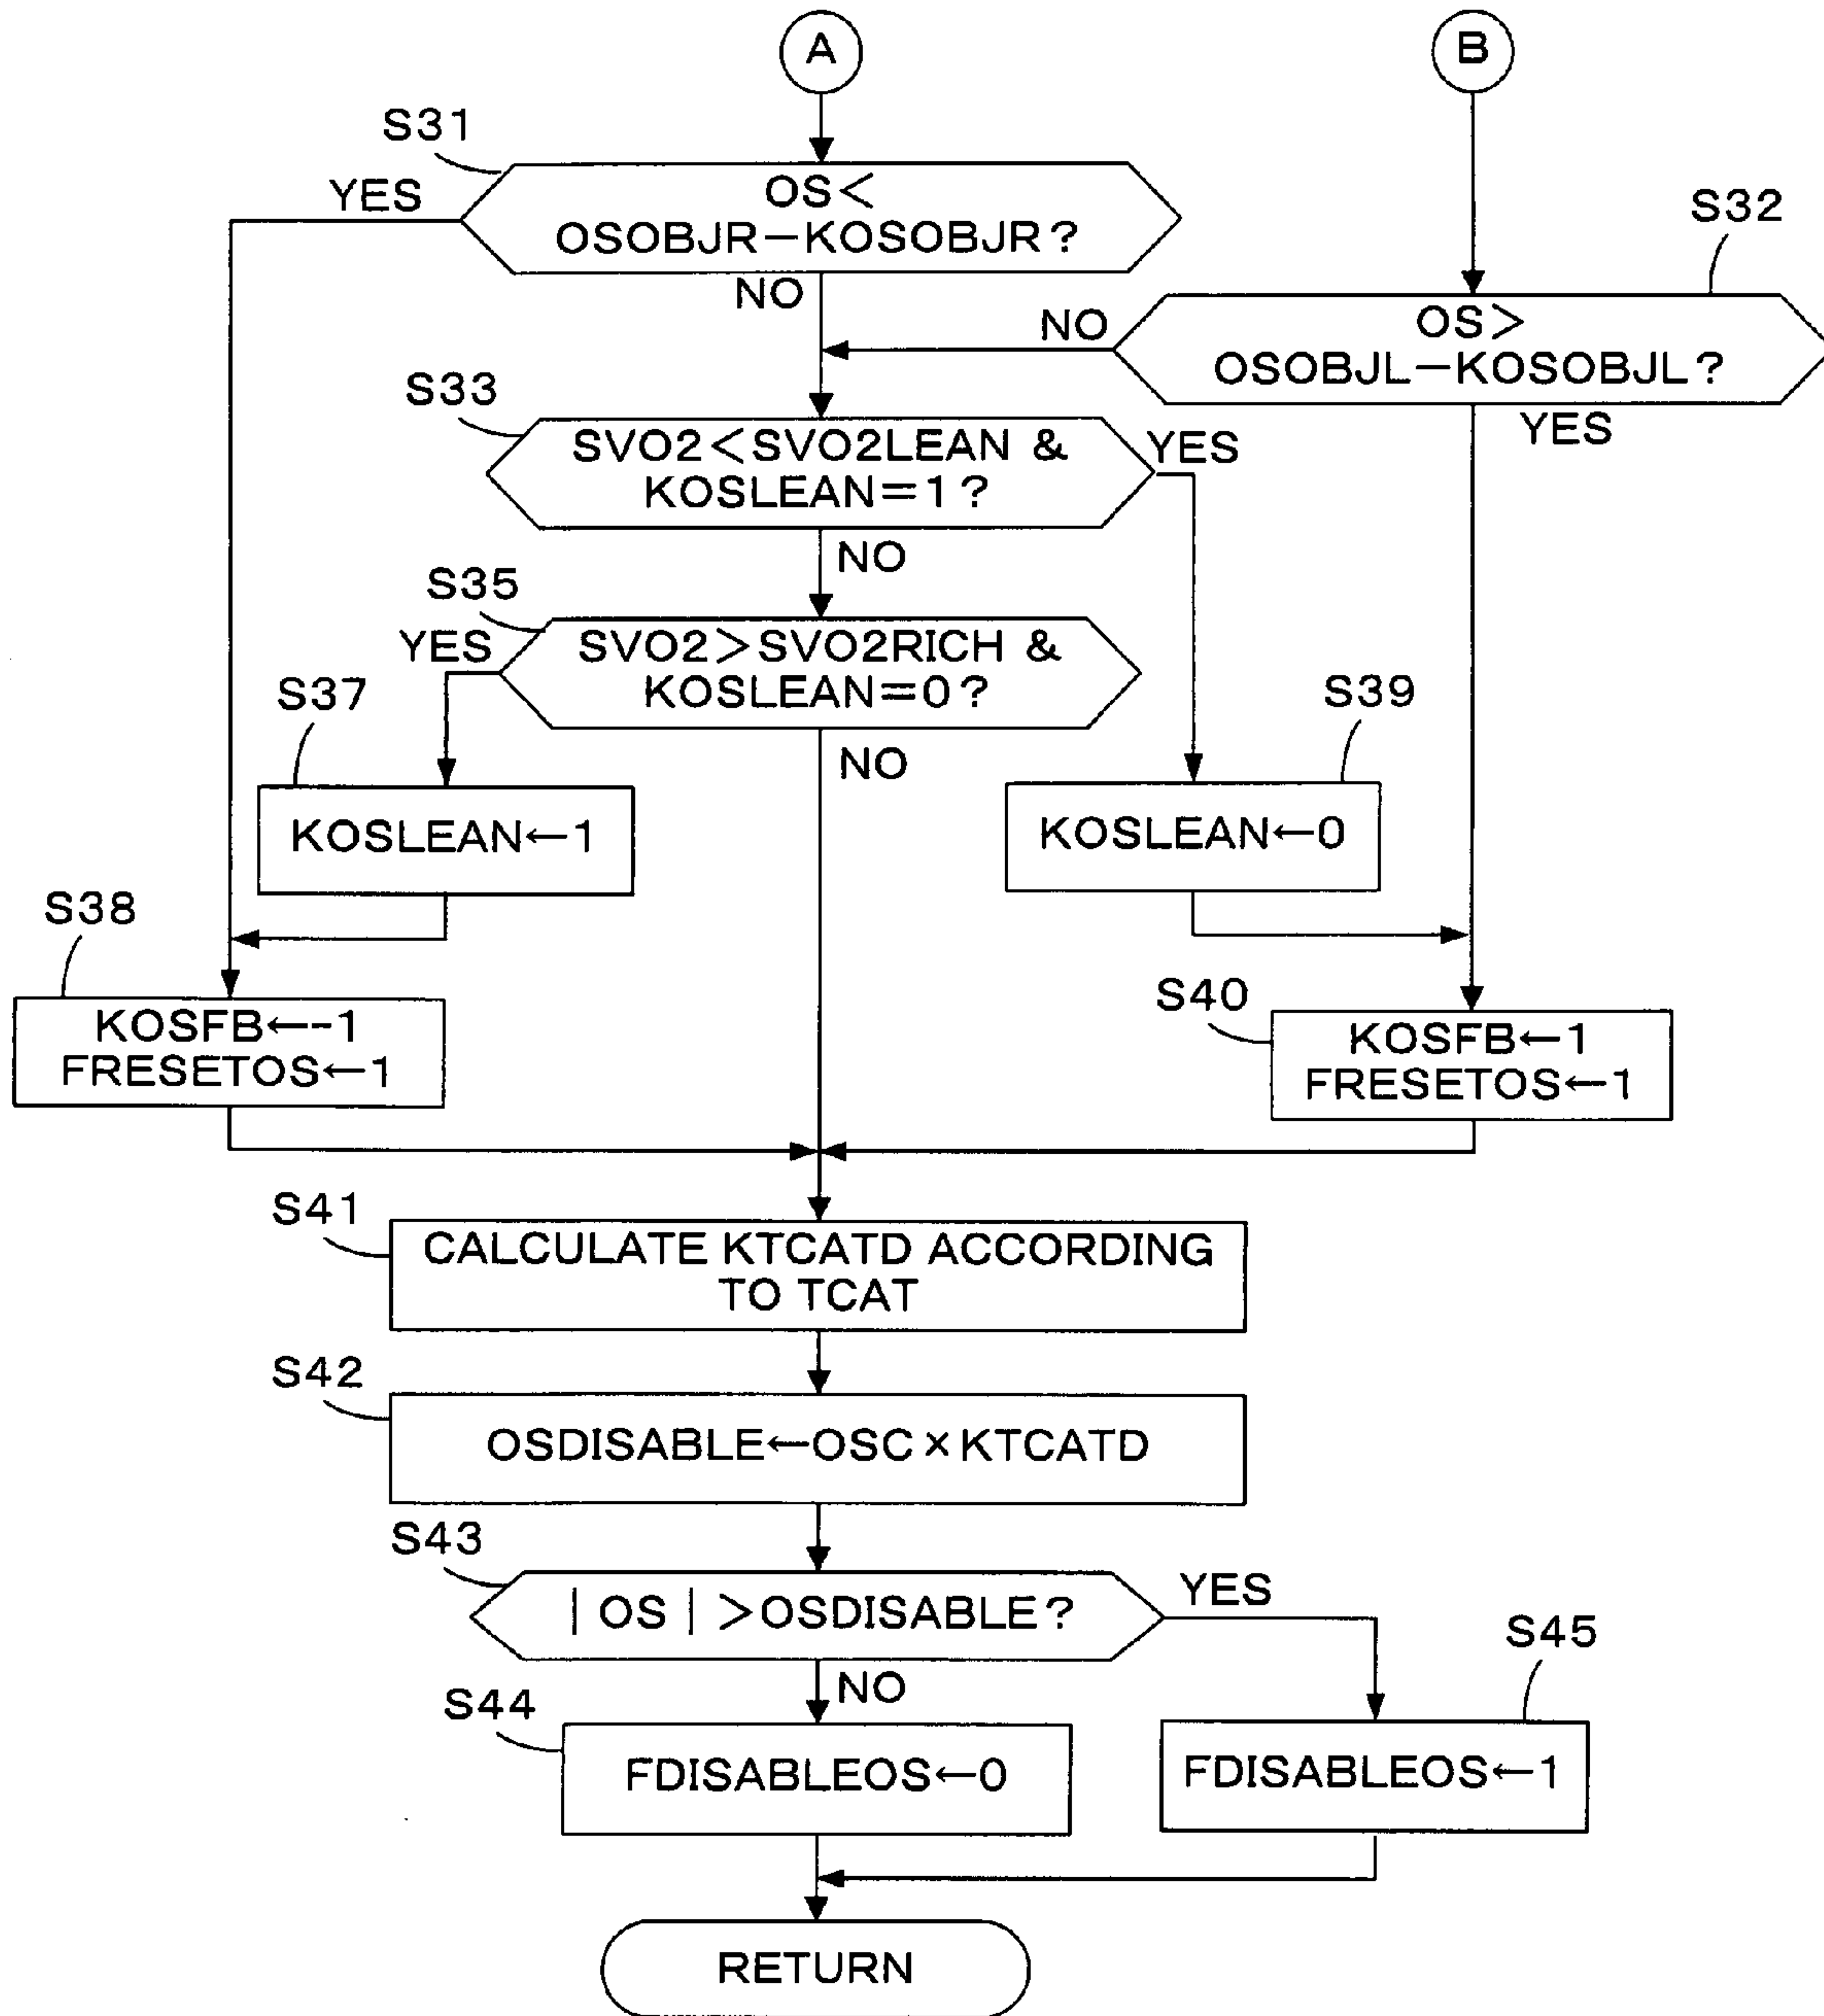 A
B
S31
YES
OS<
OSOBJR−KOSOBJR?
NO
S32
NO
OS>
OSOBJL−KOSOBJL?
YES
S33
SVO2<SVO2LEAN &
KOSLEAN=1?
YES
NO
S35
YES
SVO2>SVO2RICH &
KOSLEAN=0?
NO
S37
KOSLEAN←1
S39
KOSLEAN←0
S38
KOSFB←-1
FRESETOS←1
S40
KOSFB←1
FRESETOS←1
S41
CALCULATE KTCATD ACCORDING
TO TCAT
S42
OSDISABLE←OSC×KTCATD
S43
|OS|>OSDISABLE?
YES
NO
S44
FDISABLEOS←0
S45
FDISABLEOS←1
RETURN